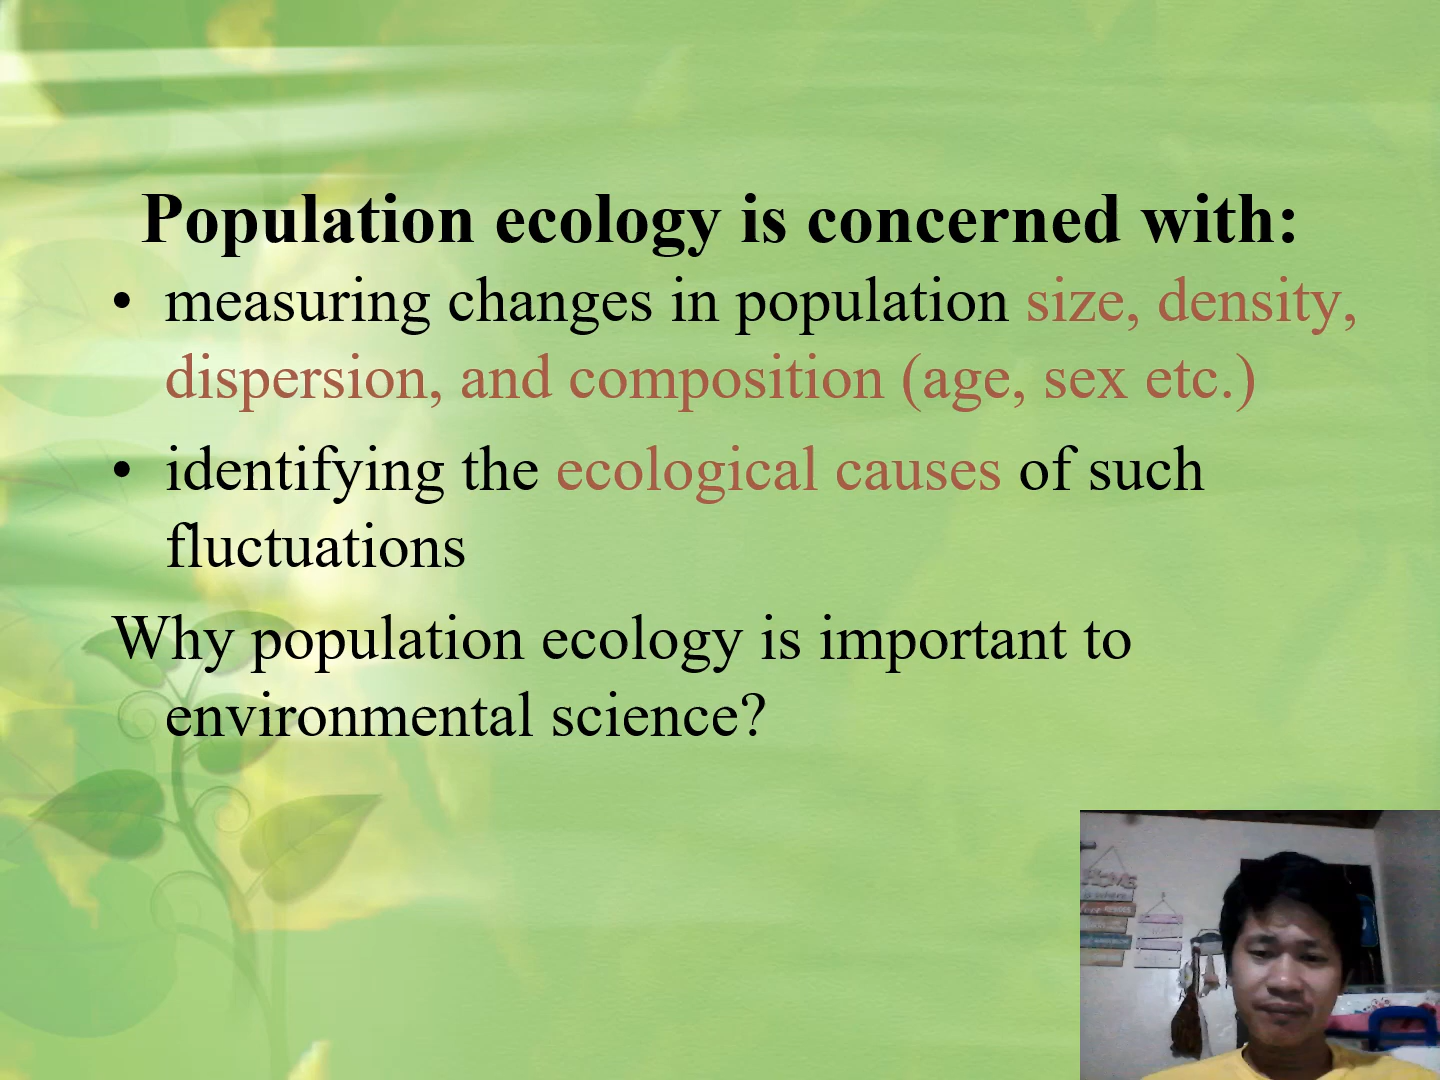 Population ecology is concerned with:
• measuring changes in population size, density,
dispersion, and composition (age, sex etc.)
• identifying the ecological causes of such
fluctuations
Why population ecology is important to
environmental science?
HOME